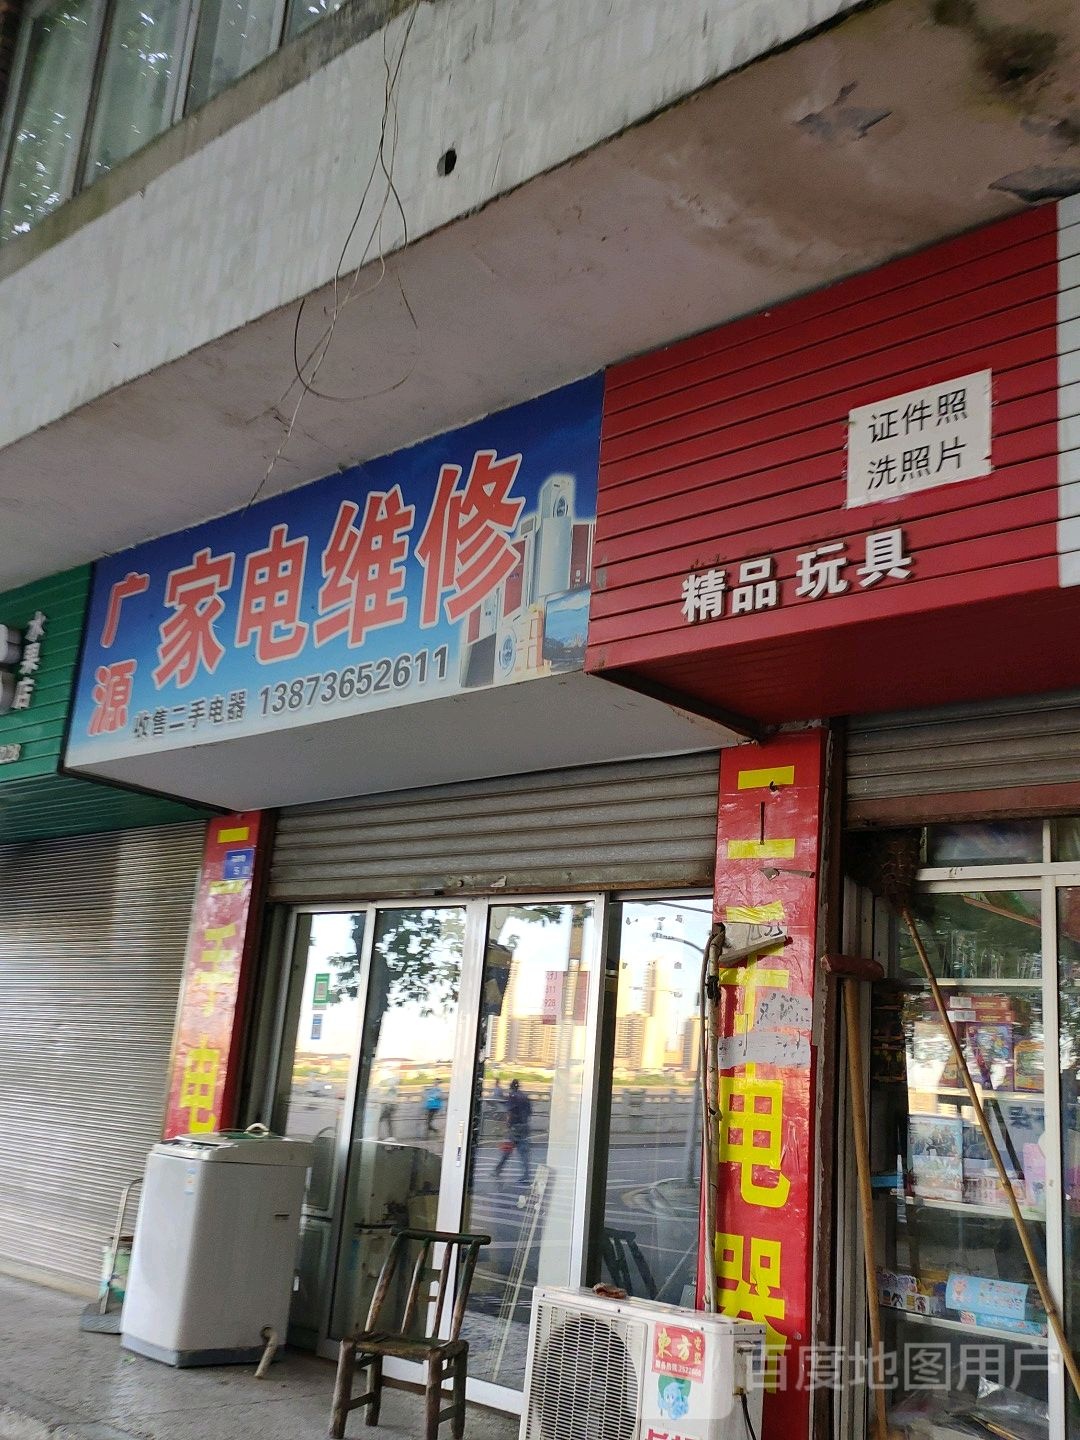 水果店
广源
家电维修
收售二手电器 13873652611
证件照
洗照片
精品 玩具
二手电
二手电器
东方
百度地图用户